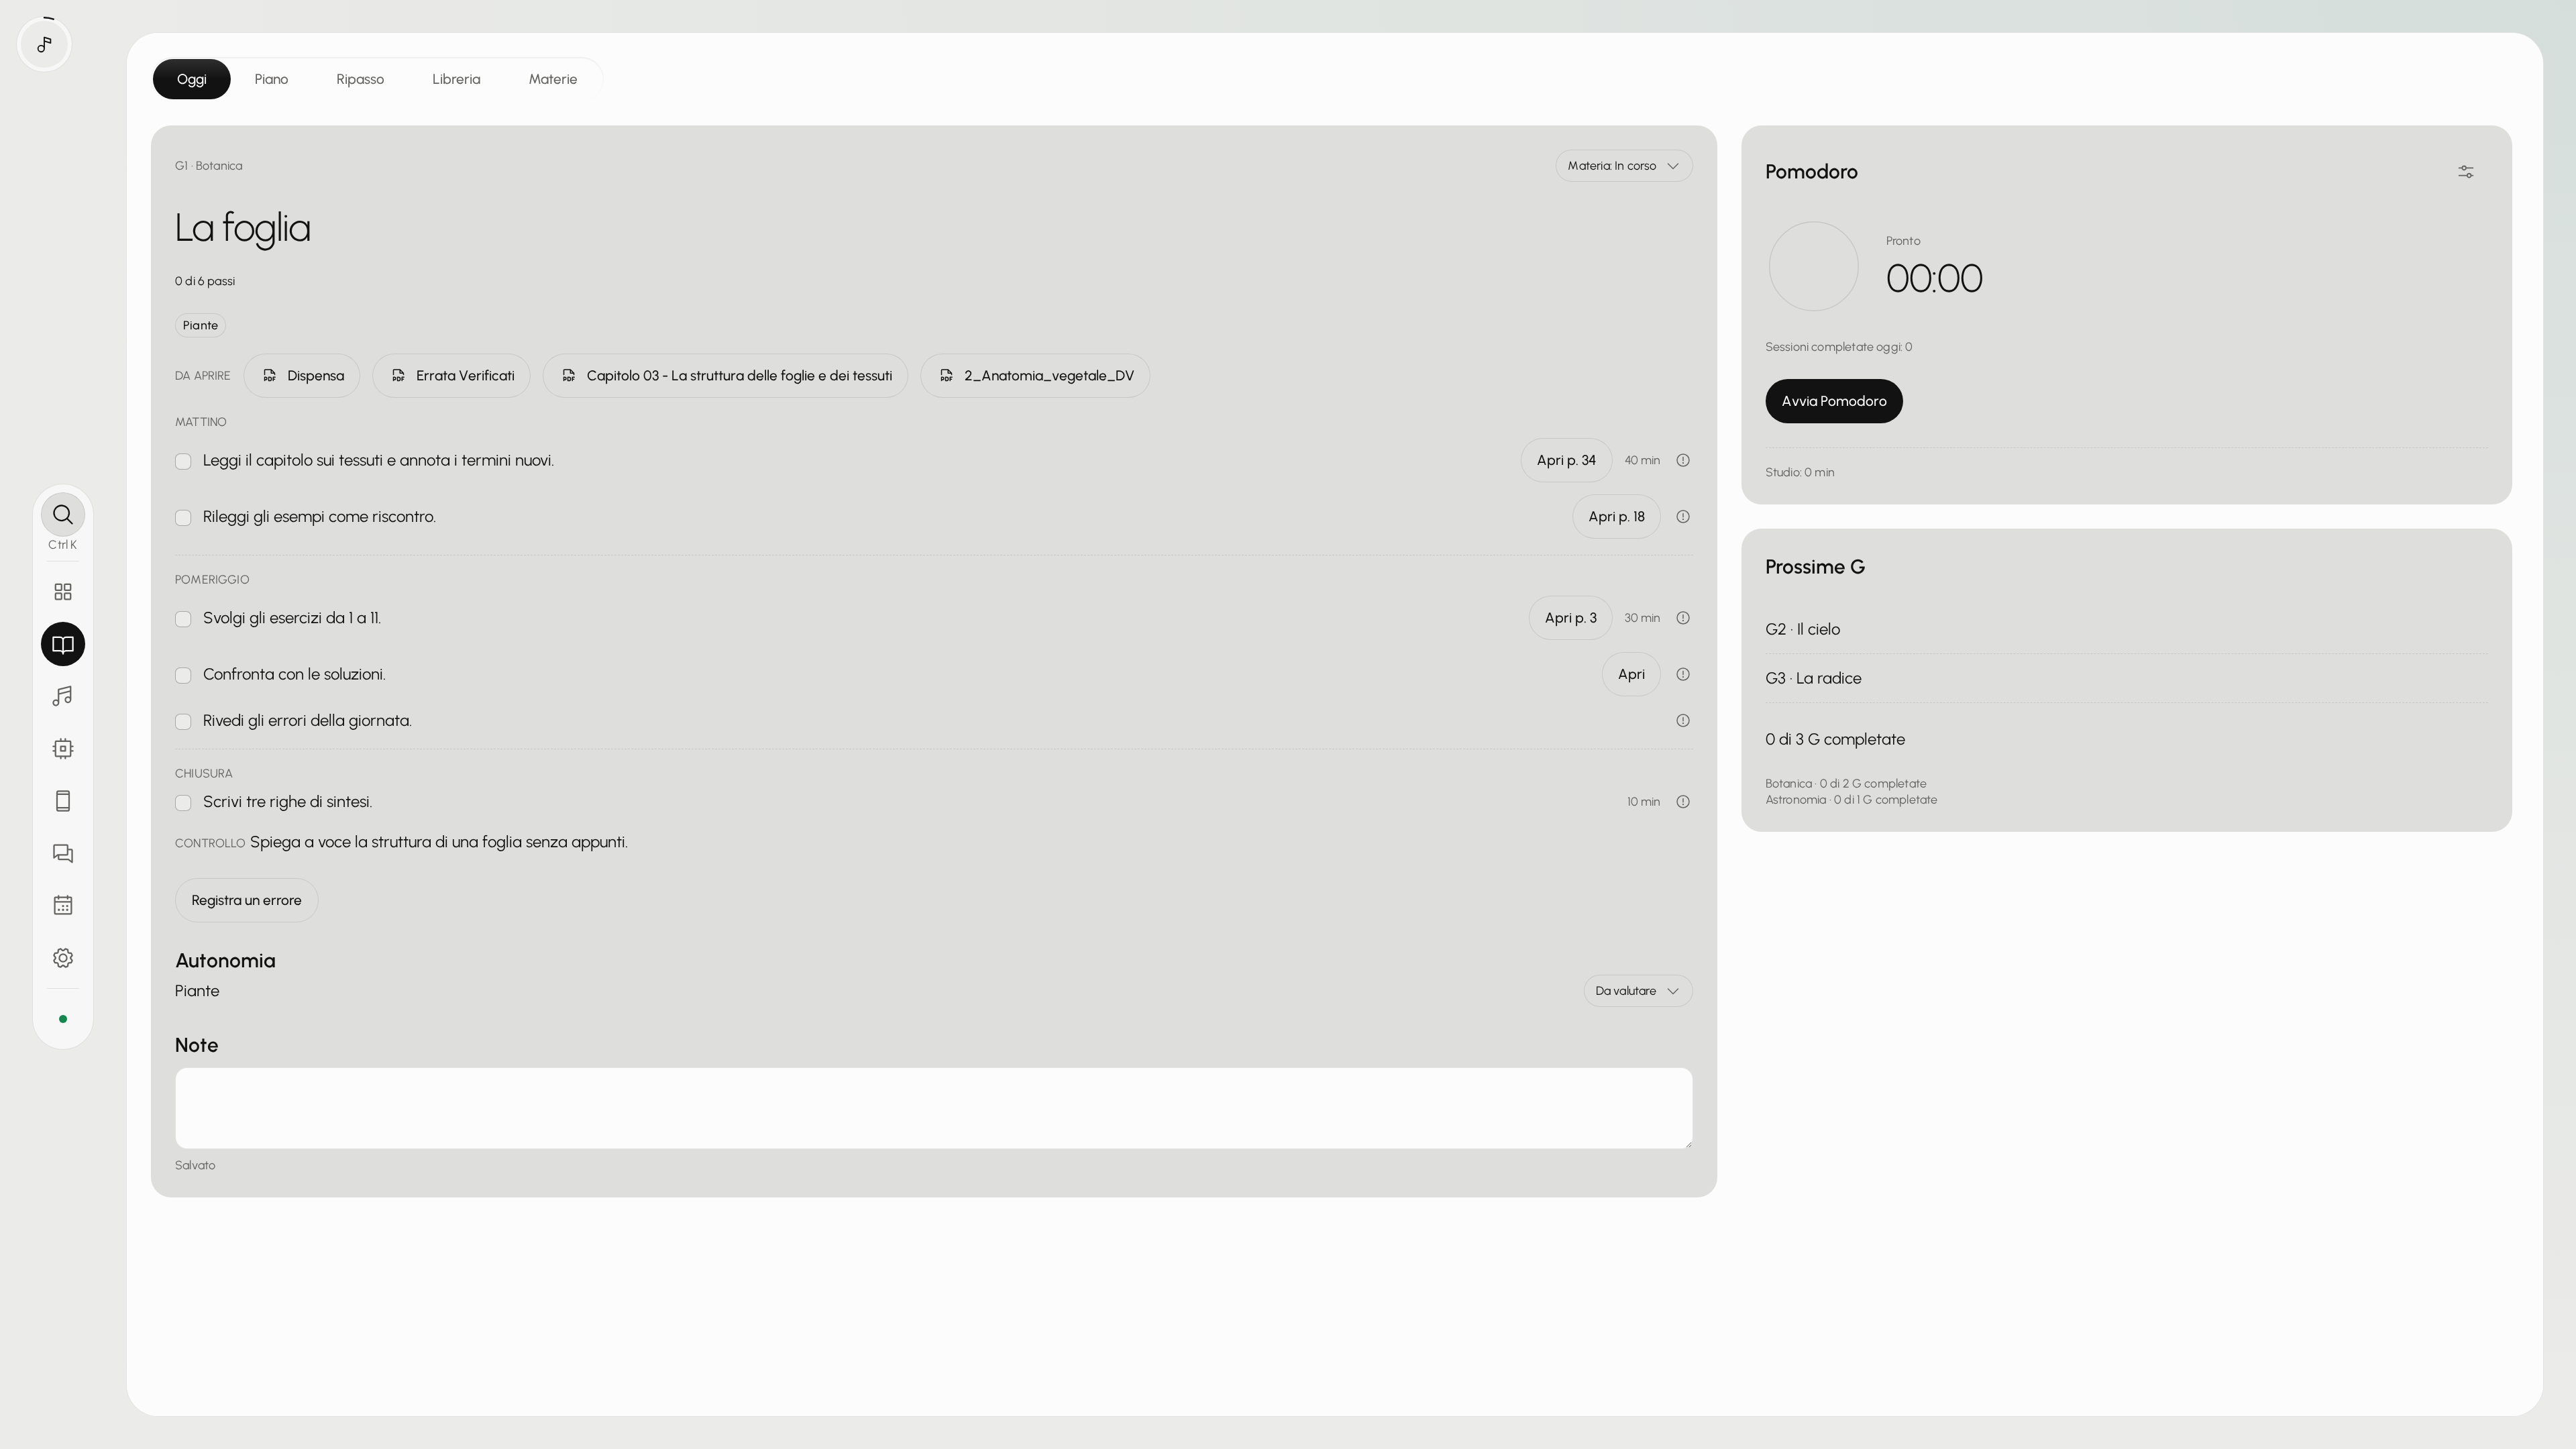 Oggi
Piano
Ripasso
Libreria
Materie
G1 · Botanica
Materia: In corso
La foglia
0 di 6 passi
Piante
DA APRIRE
Dispensa
Errata Verificati
Capitolo 03 - La struttura delle foglie e dei tessuti
2_Anatomia_vegetale_DV
MATTINO
Leggi il capitolo sui tessuti e annota i termini nuovi.
Apri p. 34
40 min
Rileggi gli esempi come riscontro.
Apri p. 18
POMERIGGIO
Svolgi gli esercizi da 1 a 11.
Apri p. 3
30 min
Confronta con le soluzioni.
Apri
Rivedi gli errori della giornata.
CHIUSURA
Scrivi tre righe di sintesi.
10 min
CONTROLLO Spiega a voce la struttura di una foglia senza appunti.
Registra un errore
Autonomia
Piante
Da valutare
Note
Salvato
Pomodoro
Pronto
00:00
Sessioni completate oggi: 0
Avvia Pomodoro
Studio: 0 min
Prossime G
G2 · Il cielo
G3 · La radice
0 di 3 G completate
Botanica · 0 di 2 G completate
Astronomia · 0 di 1 G completate
Ctrl K
PDF
PDF
PDF
PDF